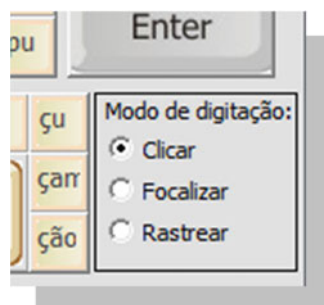 pu
Enter
çu
çam
ção
Modo de digitação:
Clicar
Focalizar
Rastrear